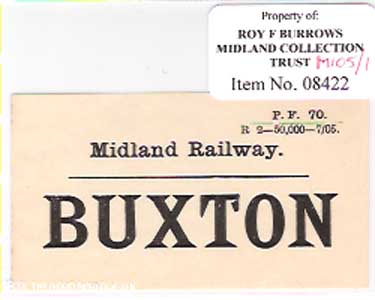 Property of:
ROY F BURROWS
MIDLAND COLLECTION
TRUST M105/1
Item No. 08422
P. F. 70.
R 2—50,000—7/05.
Midland Railway.
BUXTON